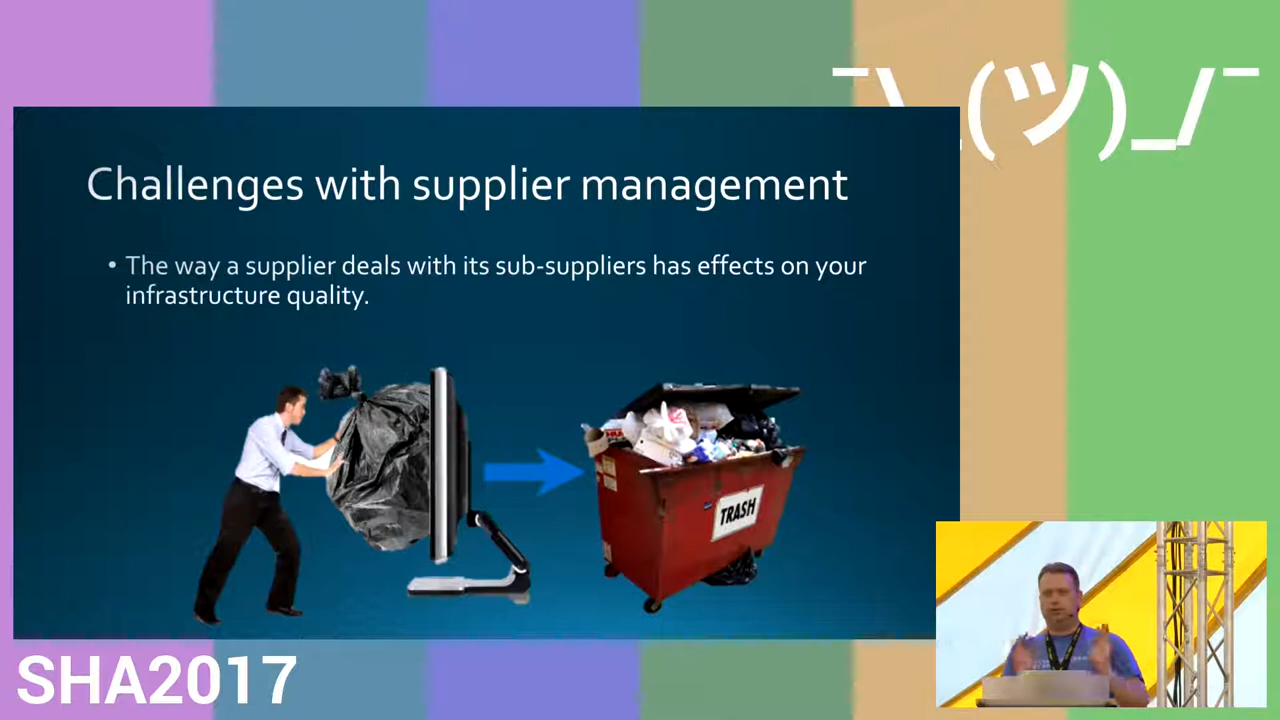 ¯\_(ツ)_/¯
Challenges with supplier management
• The way a supplier deals with its sub-suppliers has effects on your
infrastructure quality.
TRASH
SHA2017